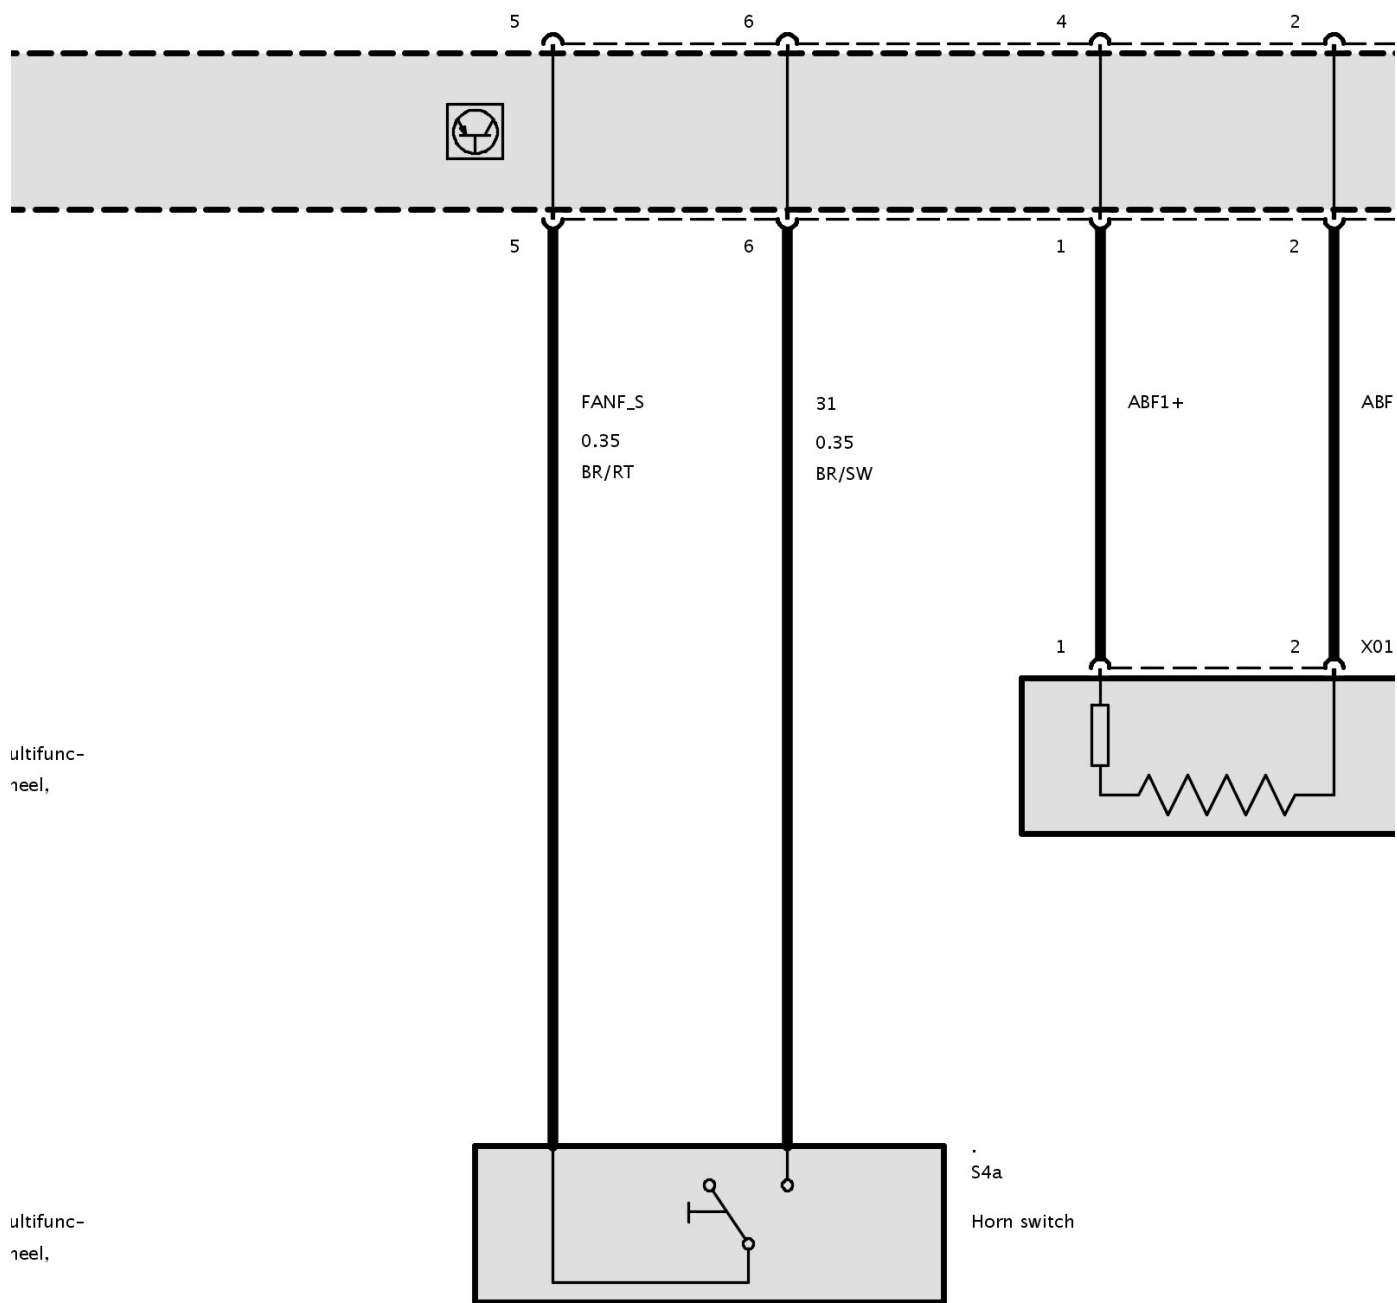 5 6 4 2
5 6 1 2
FANF_S 31 ABF1+ ABF
0.35 0.35
BR/RT BR/SW
1 2 X01
ultifunc-
heel,
.
S4a
ultifunc- Horn switch
heel,